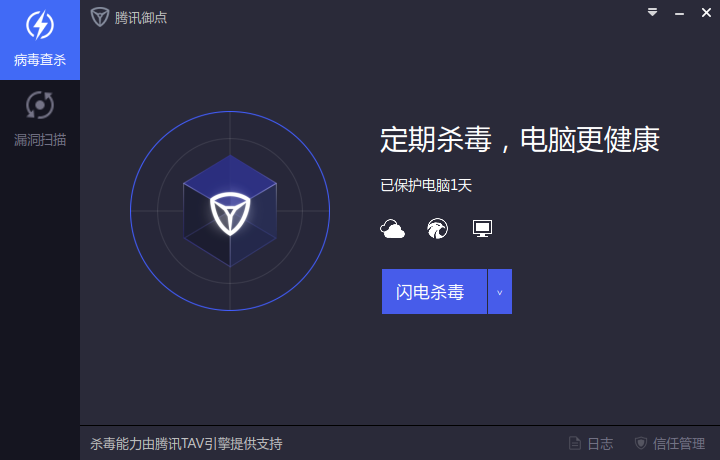 腾讯御点
病毒查杀
漏洞扫描
定期杀毒，电脑更健康
已保护电脑1天
闪电杀毒
杀毒能力由腾讯TAV引擎提供支持
日志
信任管理